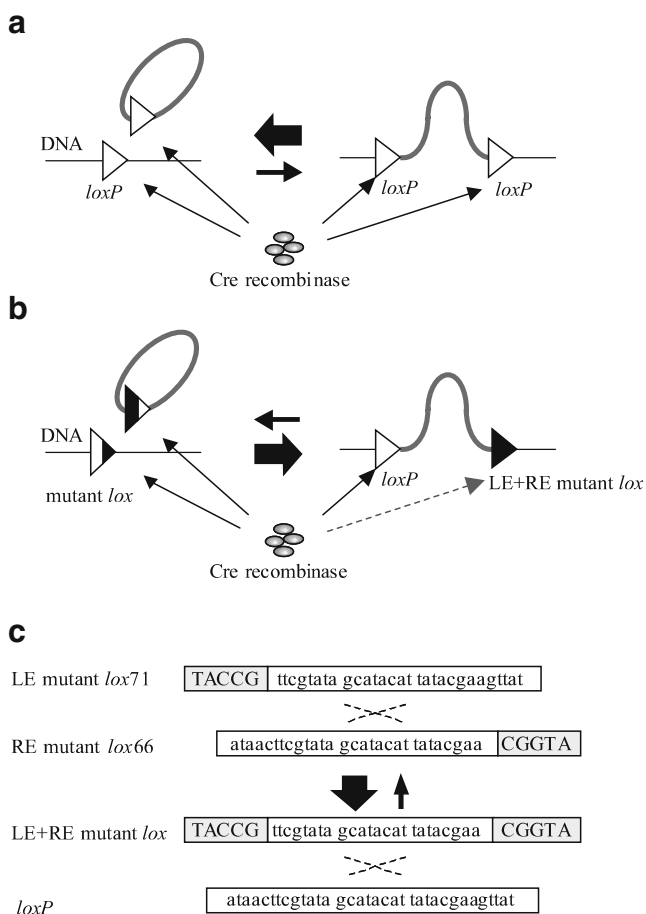 a
DNA
loxP
loxP
loxP
Cre recombinase
b
DNA
mutant lox
loxP
LE+RE mutant lox
Cre recombinase
c
LE mutant lox71
TACCG ttcgtata gcatacat tatacgaagttat
RE mutant lox66
ataacttcgtata gcatacat tatacgaa CGGTA
LE+RE mutant lox
TACCG ttcgtata gcatacat tatacgaa CGGTA
loxP
ataacttcgtata gcatacat tatacgaagttat